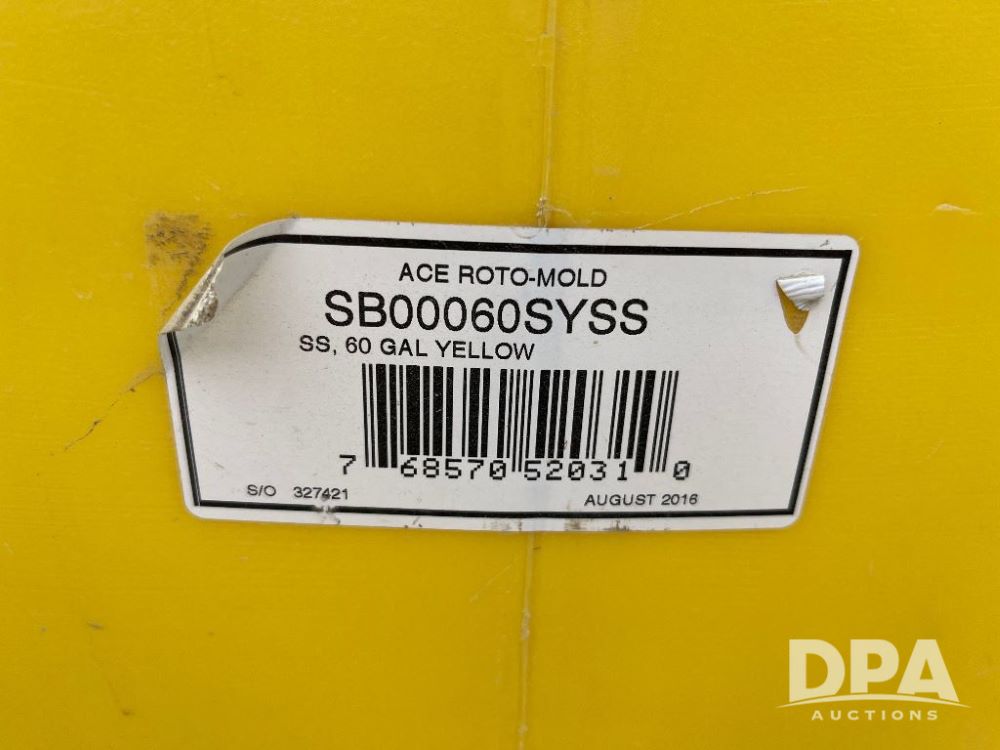 ACE ROTO-MOLD
SB00060SYSS
SS, 60 GAL YELLOW
7 68570 52031 0
S/O 327421 AUGUST 2016
DPA
AUCTIONS